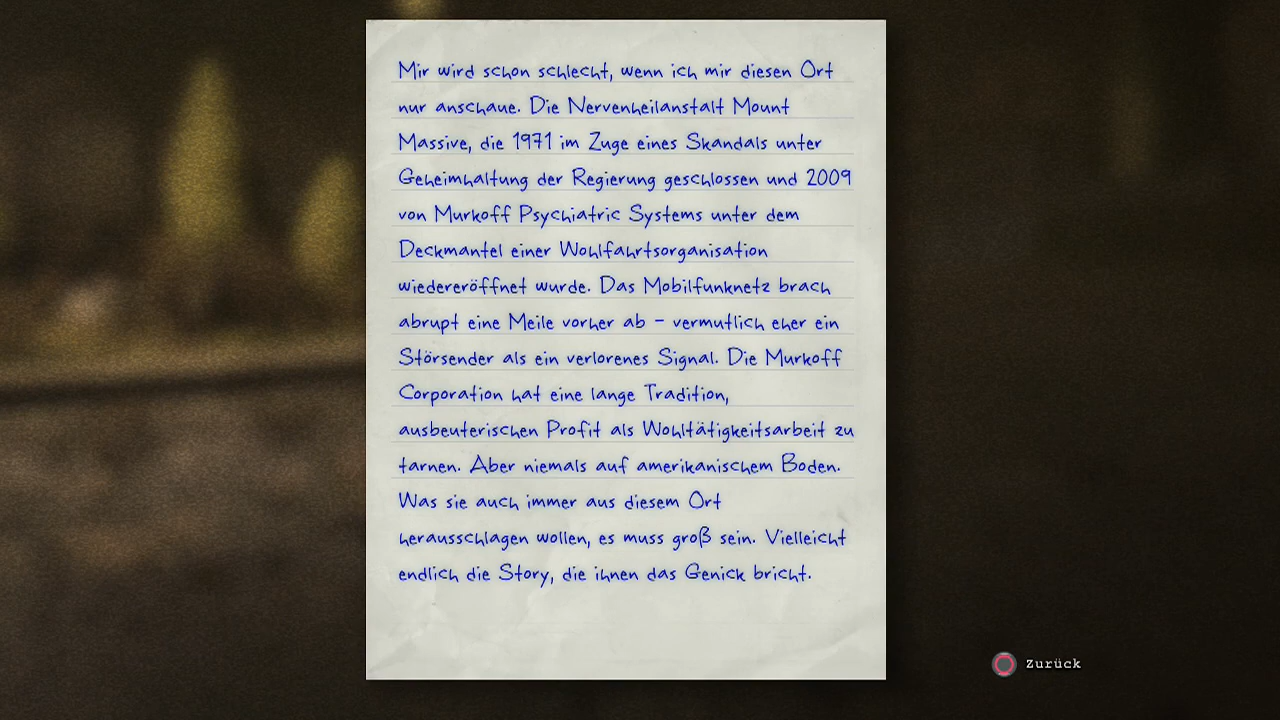 Mir wird schon schlecht, wenn ich mir diesen Ort
nur anschaue. Die Nervenheilanstalt Mount
Massive, die 1971 im Zuge eines Skandals unter
Geheimhaltung der Regierung geschlossen und 2009
von Murkoff Psychiatric Systems unter dem
Deckmantel einer Wohlfahrtsorganisation
wiedereröffnet wurde. Das Mobilfunknetz brach
abrupt eine Meile vorher ab - vermutlich eher ein
Störsender als ein verlorenes Signal. Die Murkoff
Corporation hat eine lange Tradition,
ausbeuterischen Profit als Wohltätigkeitsarbeit zu
tarnen. Aber niemals auf amerikanischem Boden.
Was sie auch immer aus diesem Ort
herausschlagen wollen, es muss groß sein. Vielleicht
endlich die Story, die ihnen das Genick bricht.
Zurück